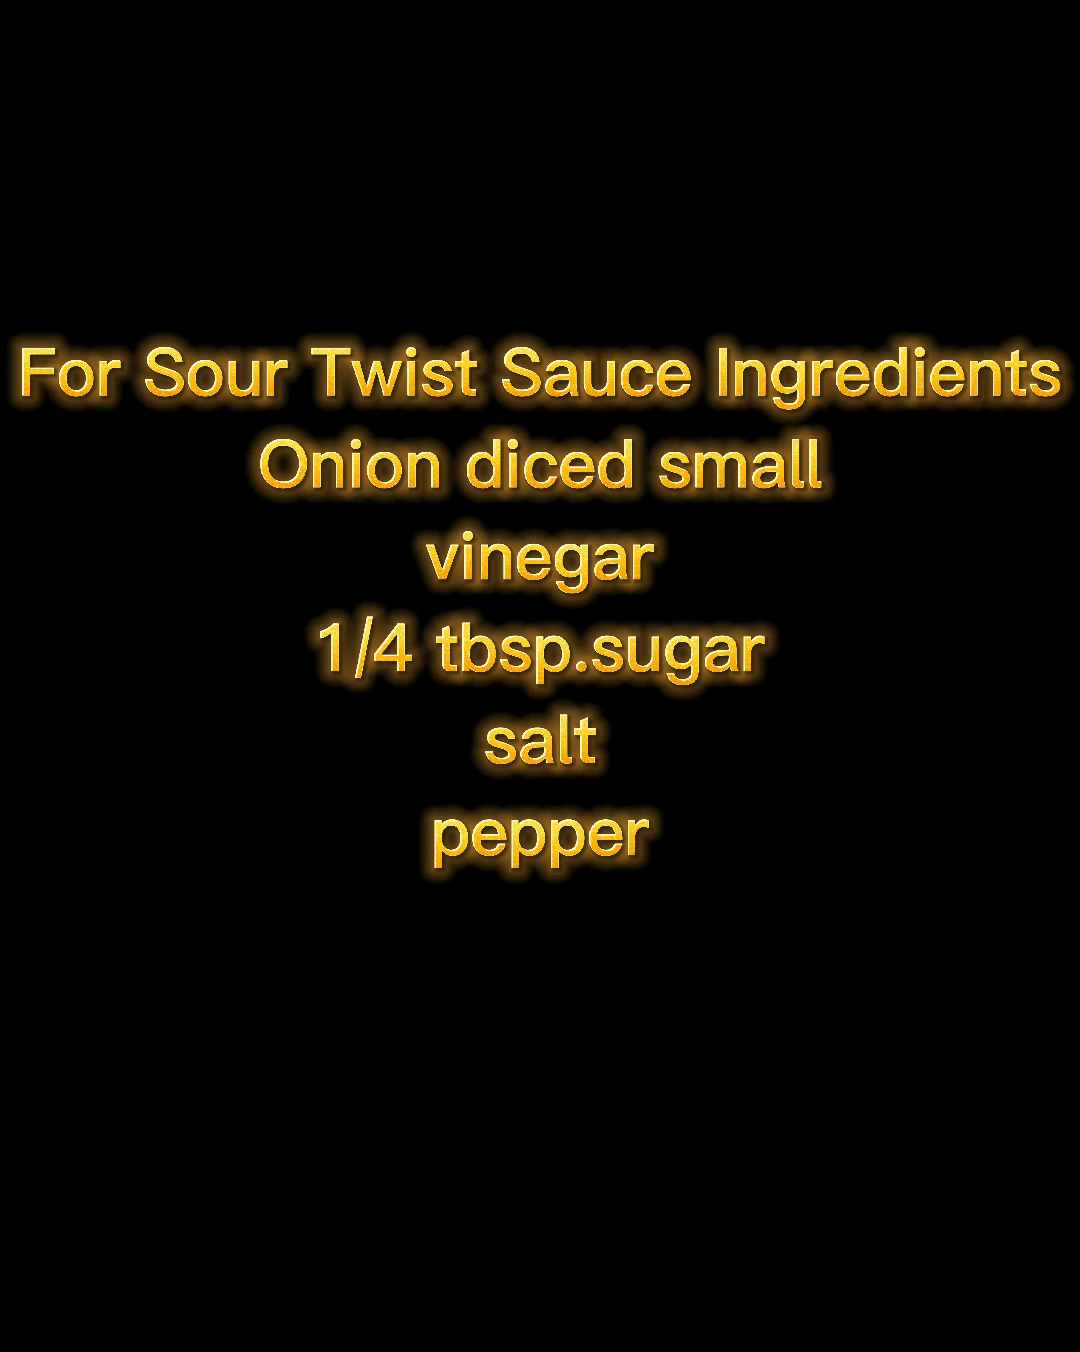 For Sour Twist Sauce Ingredients
Onion diced small
vinegar
1/4 tbsp.sugar
salt
pepper